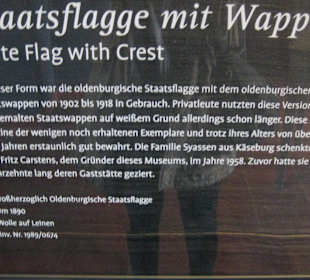 aatsflagge mit Wapp
te Flag with Crest
ser Form war die oldenburgische Staatsflagge mit dem oldenburgischen
tswappen von 1902 bis 1918 in Gebrauch. Privatleute nutzten diese Version
emalten Staatswappen auf weißem Grund allerdings schon länger. Diese
ine der wenigen noch erhaltenen Exemplare und trotz ihres Alters von übe
Jahren erstaunlich gut bewahrt. Die Familie Syassen aus Käseburg schenkt
Fritz Carstens, dem Gründer dieses Museums, im Jahre 1958. Zuvor hatte sie
arzehnte lang deren Gaststätte geziert.
roßherzoglich Oldenburgische Staatsflagge
m 1890
Wolle auf Leinen
Inv. Nr. 1989/0674